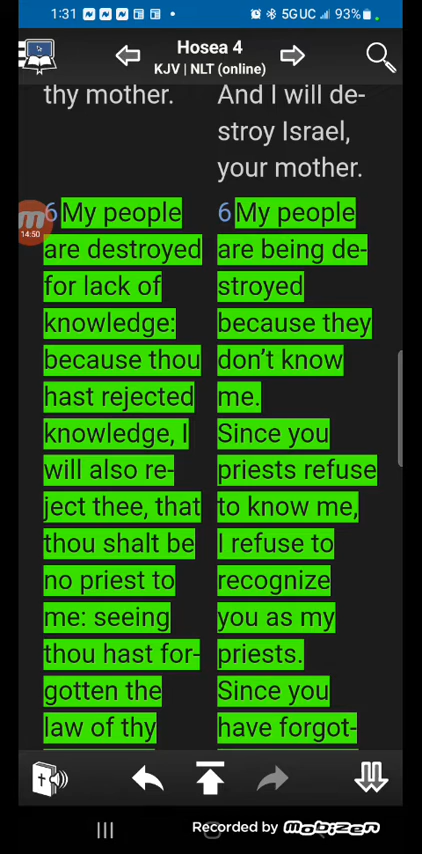 1:31 5GUC 93%
Hosea 4
KJV | NLT (online)
thy mother.
6 My people
are destroyed
for lack of
knowledge:
because thou
hast rejected
knowledge, I
will also re-
ject thee, that
thou shalt be
no priest to
me: seeing
thou hast for-
gotten the
law of thy
And I will de-
stroy Israel,
your mother.
6 My people
are being de-
stroyed
because they
don’t know
me.
Since you
priests refuse
to know me,
I refuse to
recognize
you as my
priests.
Since you
have forgot-
14:50
Recorded by mobizen